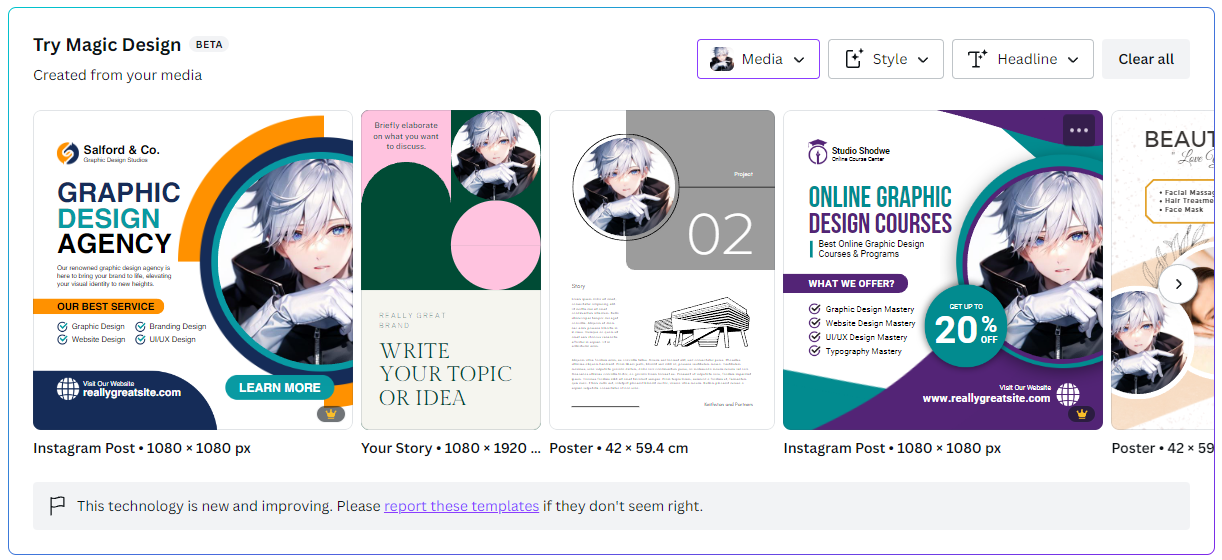 Try Magic Design BETA
Created from your media
Media
Style
Headline
Clear all
Salford & Co.
Graphic Design Studios
GRAPHIC
DESIGN
AGENCY
Our renowned graphic design agency is
here to bring your brand to life, elevating
your visual identity to new heights.
OUR BEST SERVICE
Graphic Design
Branding Design
Website Design
UI/UX Design
Visit Our Website
reallygreatsite.com
LEARN MORE
Instagram Post • 1080 × 1080 px
Briefly elaborate
on what you want
to discuss.
REALLY GREAT
BRAND
WRITE
YOUR TOPIC
OR IDEA
Your Story • 1080 × 1920 ...
Project
02
Story
Poster • 42 × 59.4 cm
Studio Shodwe
Online Course Center
ONLINE GRAPHIC
DESIGN COURSES
Best Online Graphic Design
Courses & Programs
WHAT WE OFFER?
Graphic Design Mastery
Website Design Mastery
UI/UX Design Mastery
Typography Mastery
GET UP TO
20% OFF
Visit Our Website
www.reallygreatsite.com
Instagram Post • 1080 × 1080 px
BEAUT
" Love Y
• Facial Massag
• Hair Treatme
• Face Mask
Poster • 42 × 59
This technology is new and improving. Please report these templates if they don't seem right.